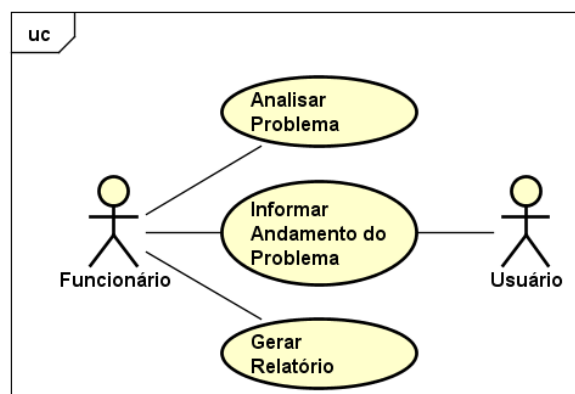 uc
Analisar
Problema
Informar
Andamento do
Problema
Funcionário
Usuário
Gerar
Relatório